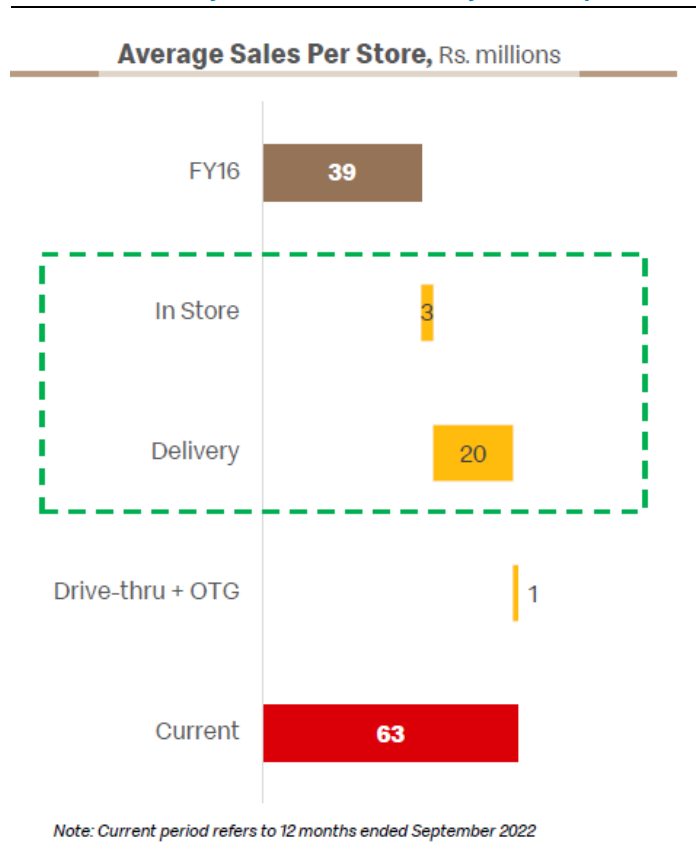 Average Sales Per Store, Rs. millions
FY16 39
In Store 3
Delivery 20
Drive-thru + OTG 1
Current 63
Note: Current period refers to 12 months ended September 2022